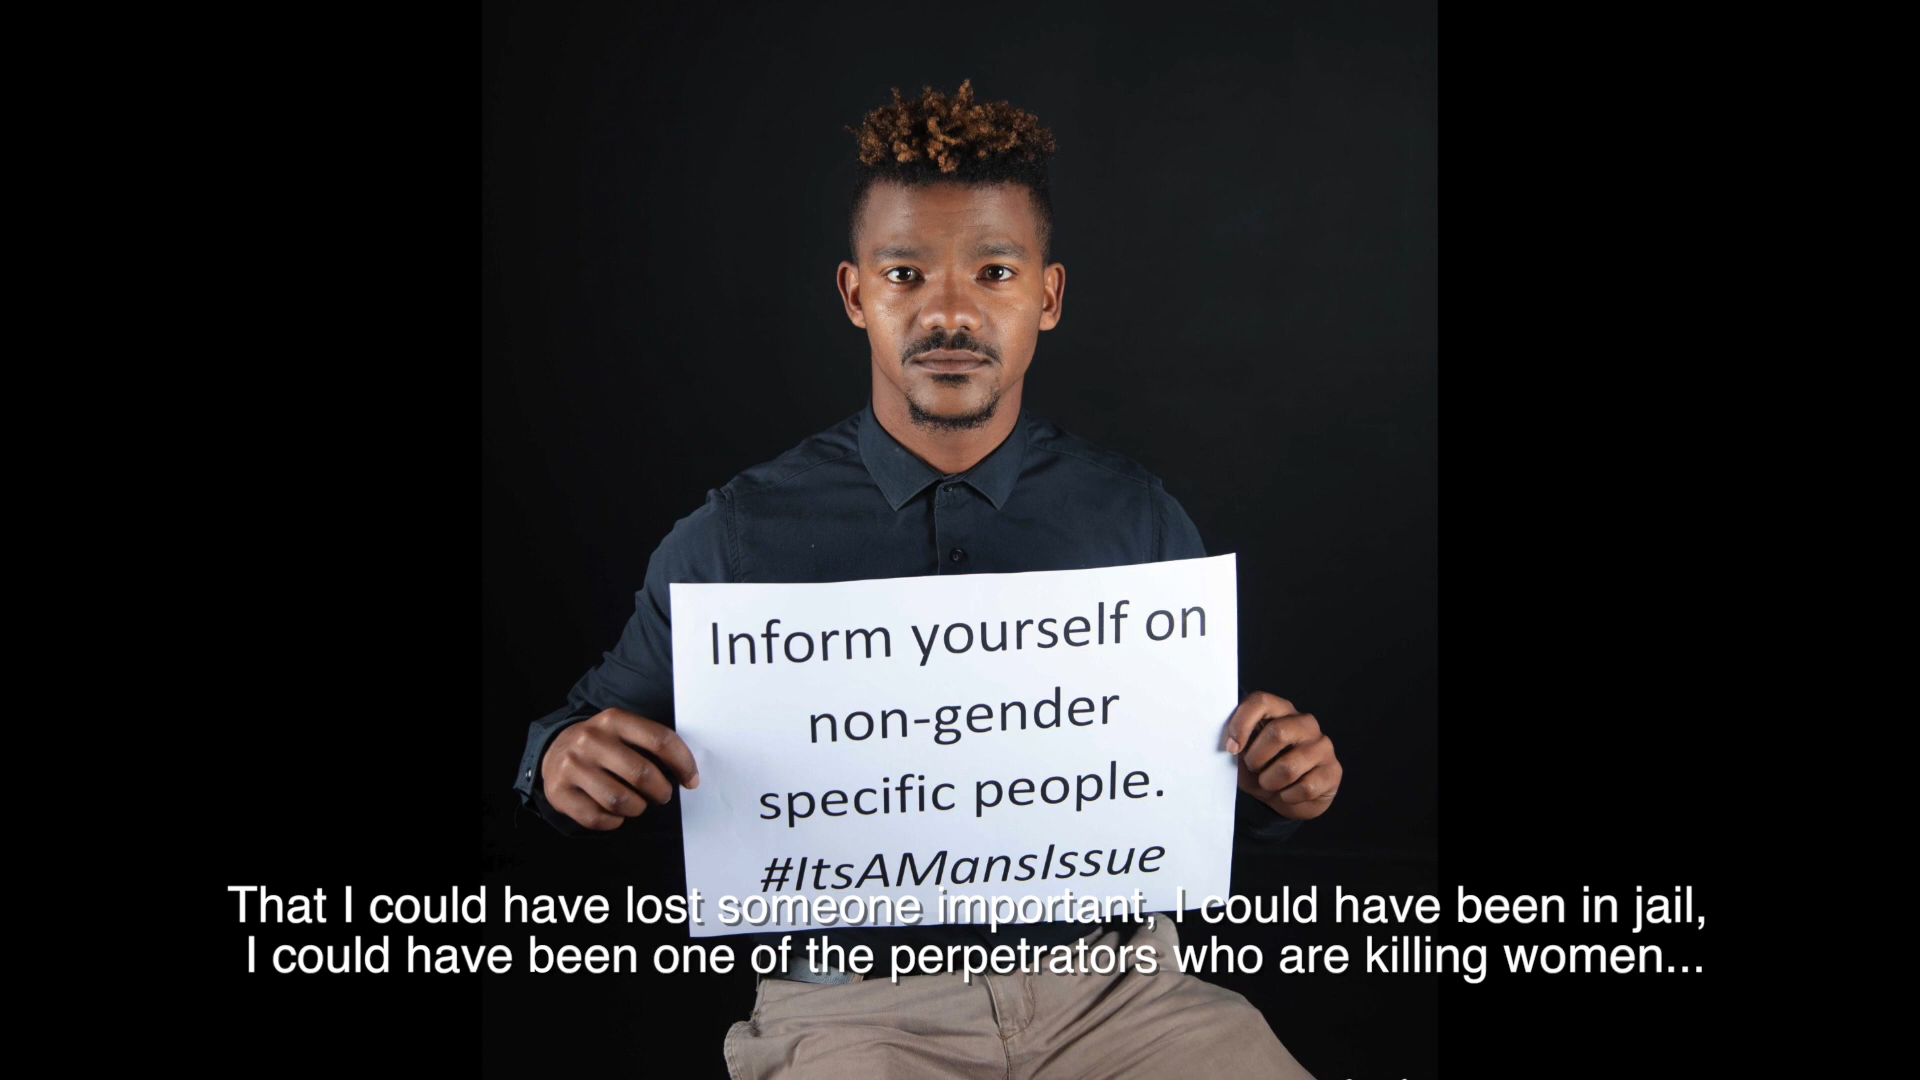 Inform yourself on
non-gender
specific people.
#ItsAMansIssue
That I could have lost someone important, I could have been in jail,
I could have been one of the perpetrators who are killing women...